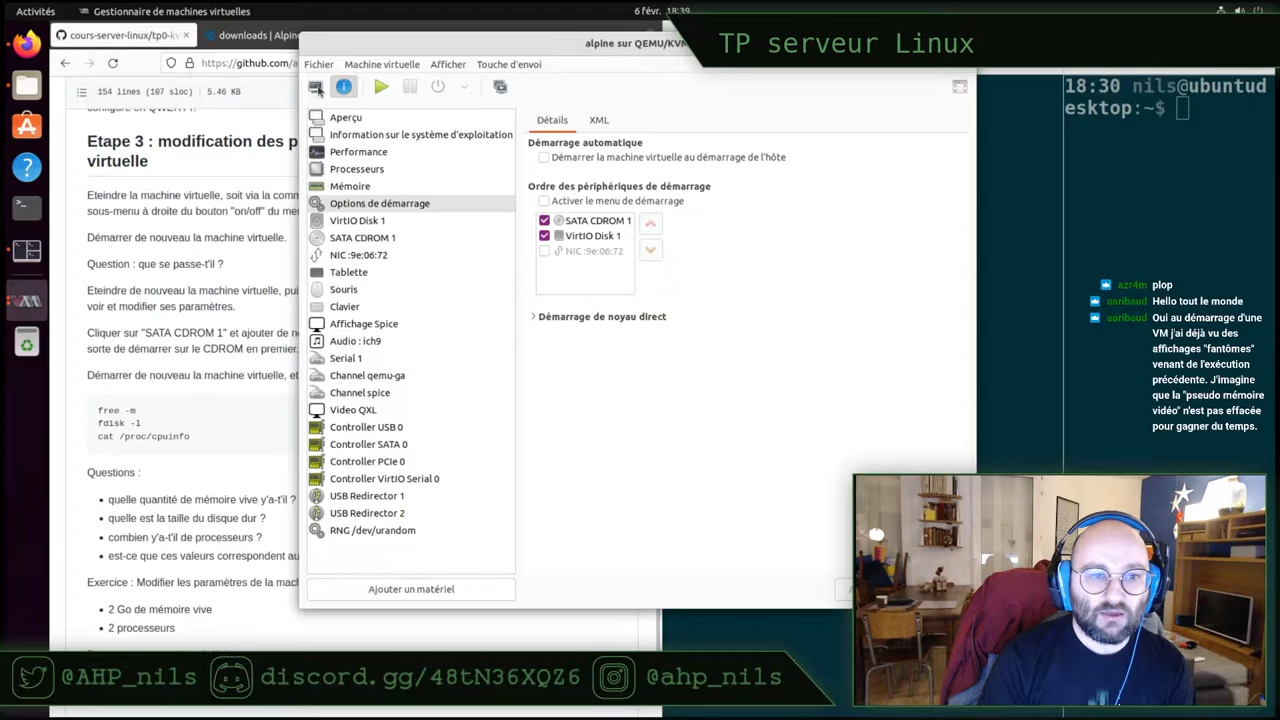 Activités
Gestionnaire de machines virtuelles
6 févr. 18:39
TP serveur Linux
cours-server-linux/tp0-kv
downloads | Alpin
https://github.com/a
154 lines (107 sloc)
5.46 KB
Etape 3 : modification des p
virtuelle
Eteindre la machine virtuelle, soit via la comm
sous-menu à droite du bouton "on/off" du me
Démarrer de nouveau la machine virtuelle.
Question : que se passe-t'il ?
Eteindre de nouveau la machine virtuelle, pui
voir et modifier ses paramètres.
Cliquer sur "SATA CDROM 1" et ajouter de n
sorte de démarrer sur le CDROM en premier.
Démarrer de nouveau la machine virtuelle, et
free -m
fdisk -l
cat /proc/cpuinfo
Questions :
quelle quantité de mémoire vive y'a-t'il ?
quelle est la taille du disque dur ?
combien y'a-t'il de processeurs ?
est-ce que ces valeurs correspondent au
Exercice : Modifier les paramètres de la mach
2 Go de mémoire vive
2 processeurs
alpine sur QEMU/KVM
Fichier
Machine virtuelle
Afficher
Touche d'envoi
Aperçu
Information sur le système d'exploitation
Performance
Processeurs
Mémoire
Options de démarrage
VirtIO Disk 1
SATA CDROM 1
NIC :9e:06:72
Tablette
Souris
Clavier
Affichage Spice
Audio : ich9
Serial 1
Channel qemu-ga
Channel spice
Video QXL
Controller USB 0
Controller SATA 0
Controller PCIe 0
Controller VirtIO Serial 0
USB Redirector 1
USB Redirector 2
RNG /dev/urandom
Ajouter un matériel
Détails
XML
Démarrage automatique
Démarrer la machine virtuelle au démarrage de l'hôte
Ordre des périphériques de démarrage
Activer le menu de démarrage
SATA CDROM 1
VirtIO Disk 1
NIC :9e:06:72
Démarrage de noyau direct
18:30 nils@ubuntud
esktop:~$
azr4m plop
aaribaud Hello tout le monde
aaribaud Oui au démarrage d'une
VM j'ai déjà vu des
affichages "fantômes"
venant de l'exécution
précédente. J'imagine
que la "pseudo mémoire
vidéo" n'est pas effacée
pour gagner du temps.
@AHP_nils
discord.gg/48tN36XQZ6
@ahp_nils